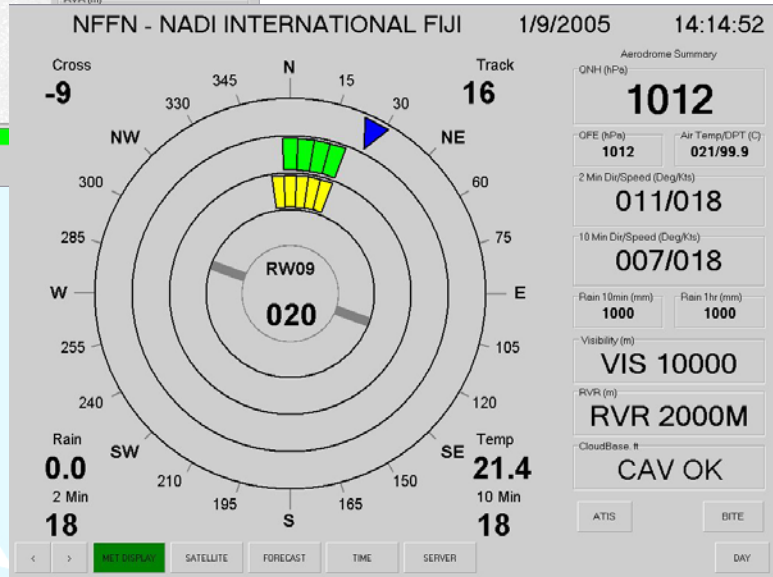 RVR (m)
NFFN - NADI INTERNATIONAL FIJI 1/9/2005 14:14:52
Cross
-9
Track
16
N
15
30
NE
60
75
E
105
120
SE
150
165
S
195
210
SW
240
255
W
285
300
NW
330
345
RW09
020
Rain
0.0
2 Min
18
Temp
21.4
10 Min
18
Aerodrome Summary
QNH (hPa)
1012
QFE (hPa)
1012
Air Temp/DPT (C)
021/99.9
2 Min Dir/Speed (Deg/Kts)
011/018
10 Min Dir/Speed (Deg/Kts)
007/018
Rain 10min (mm)
1000
Rain 1hr (mm)
1000
Visibility (m)
VIS 10000
RVR (m)
RVR 2000M
CloudBase. ft
CAV OK
ATIS BITE
< > MET DISPLAY SATELLITE FORECAST TIME SERVER DAY